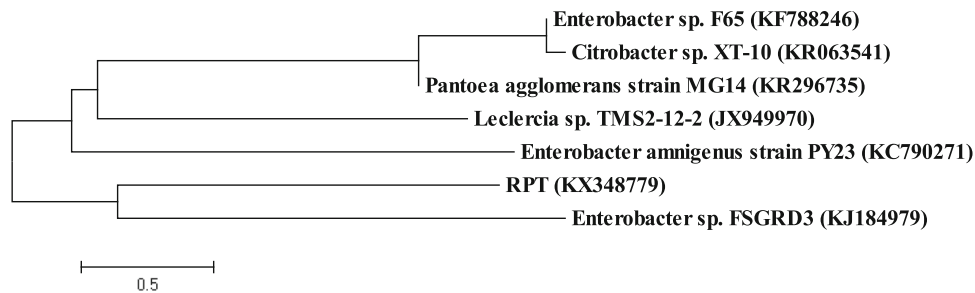 Enterobacter sp. F65 (KF788246)
Citrobacter sp. XT-10 (KR063541)
Pantoea agglomerans strain MG14 (KR296735)
Leclercia sp. TMS2-12-2 (JX949970)
Enterobacter amnigenus strain PY23 (KC790271)
RPT (KX348779)
Enterobacter sp. FSGRD3 (KJ184979)
0.5